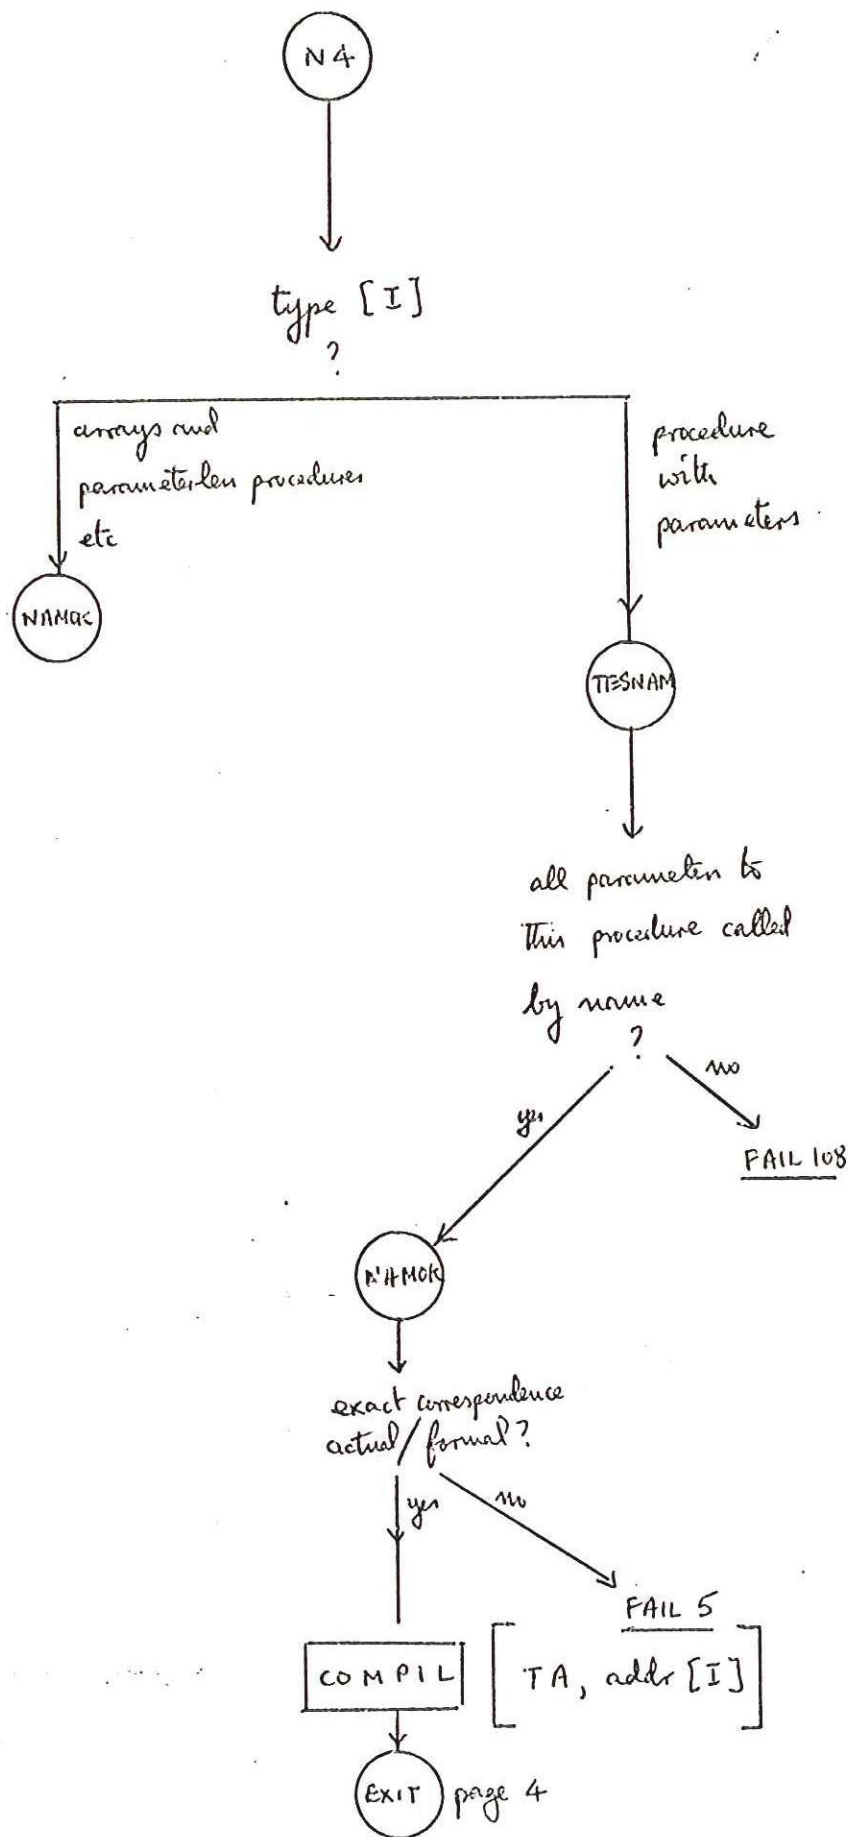 N4
type [I]
?
arrays and
parameterless procedures
etc
procedure
with
parameters
NAMOK
TESNAM
all parameters to
this procedure called
by name
?
yes
no
FAIL 108
NAMOK
exact correspondence
actual / formal?
yes
no
FAIL 5
COMPIL [TA, addr [I]]
EXIT page 4